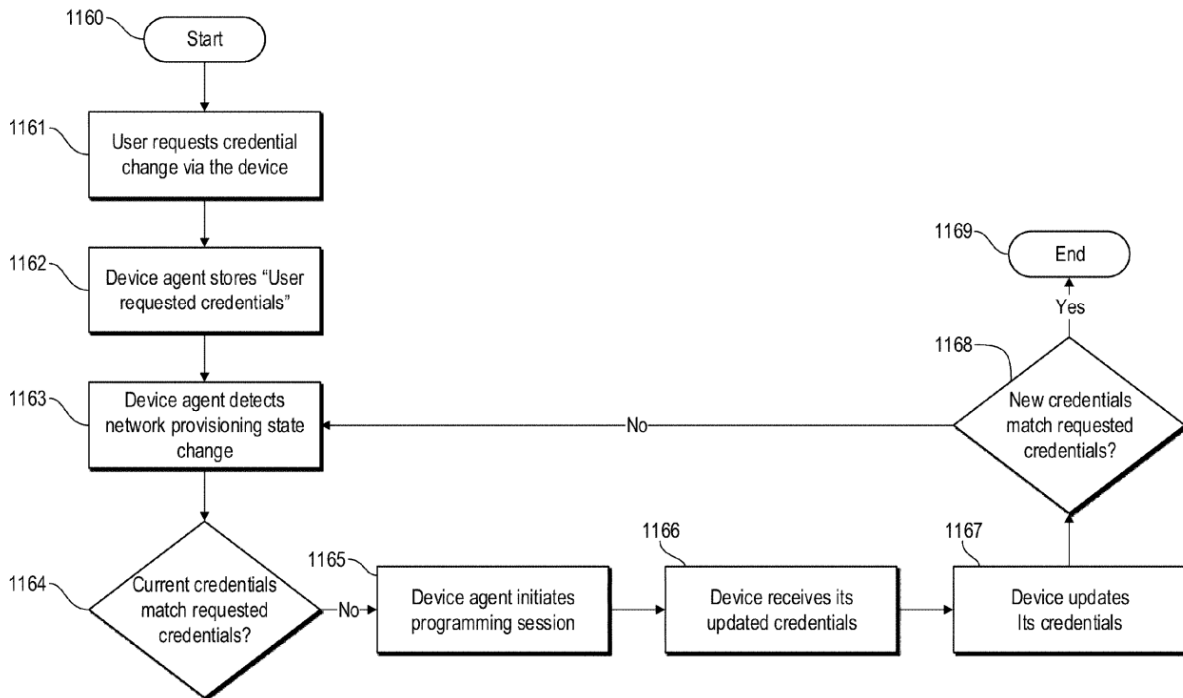 1160
Start
1161
User requests credential
change via the device
1162
Device agent stores “User
requested credentials”
1163
Device agent detects
network provisioning state
change
1164
Current credentials
match requested
credentials?
No
1165
Device agent initiates
programming session
1166
Device receives its
updated credentials
1167
Device updates
Its credentials
1168
New credentials
match requested
credentials?
No
Yes
1169
End